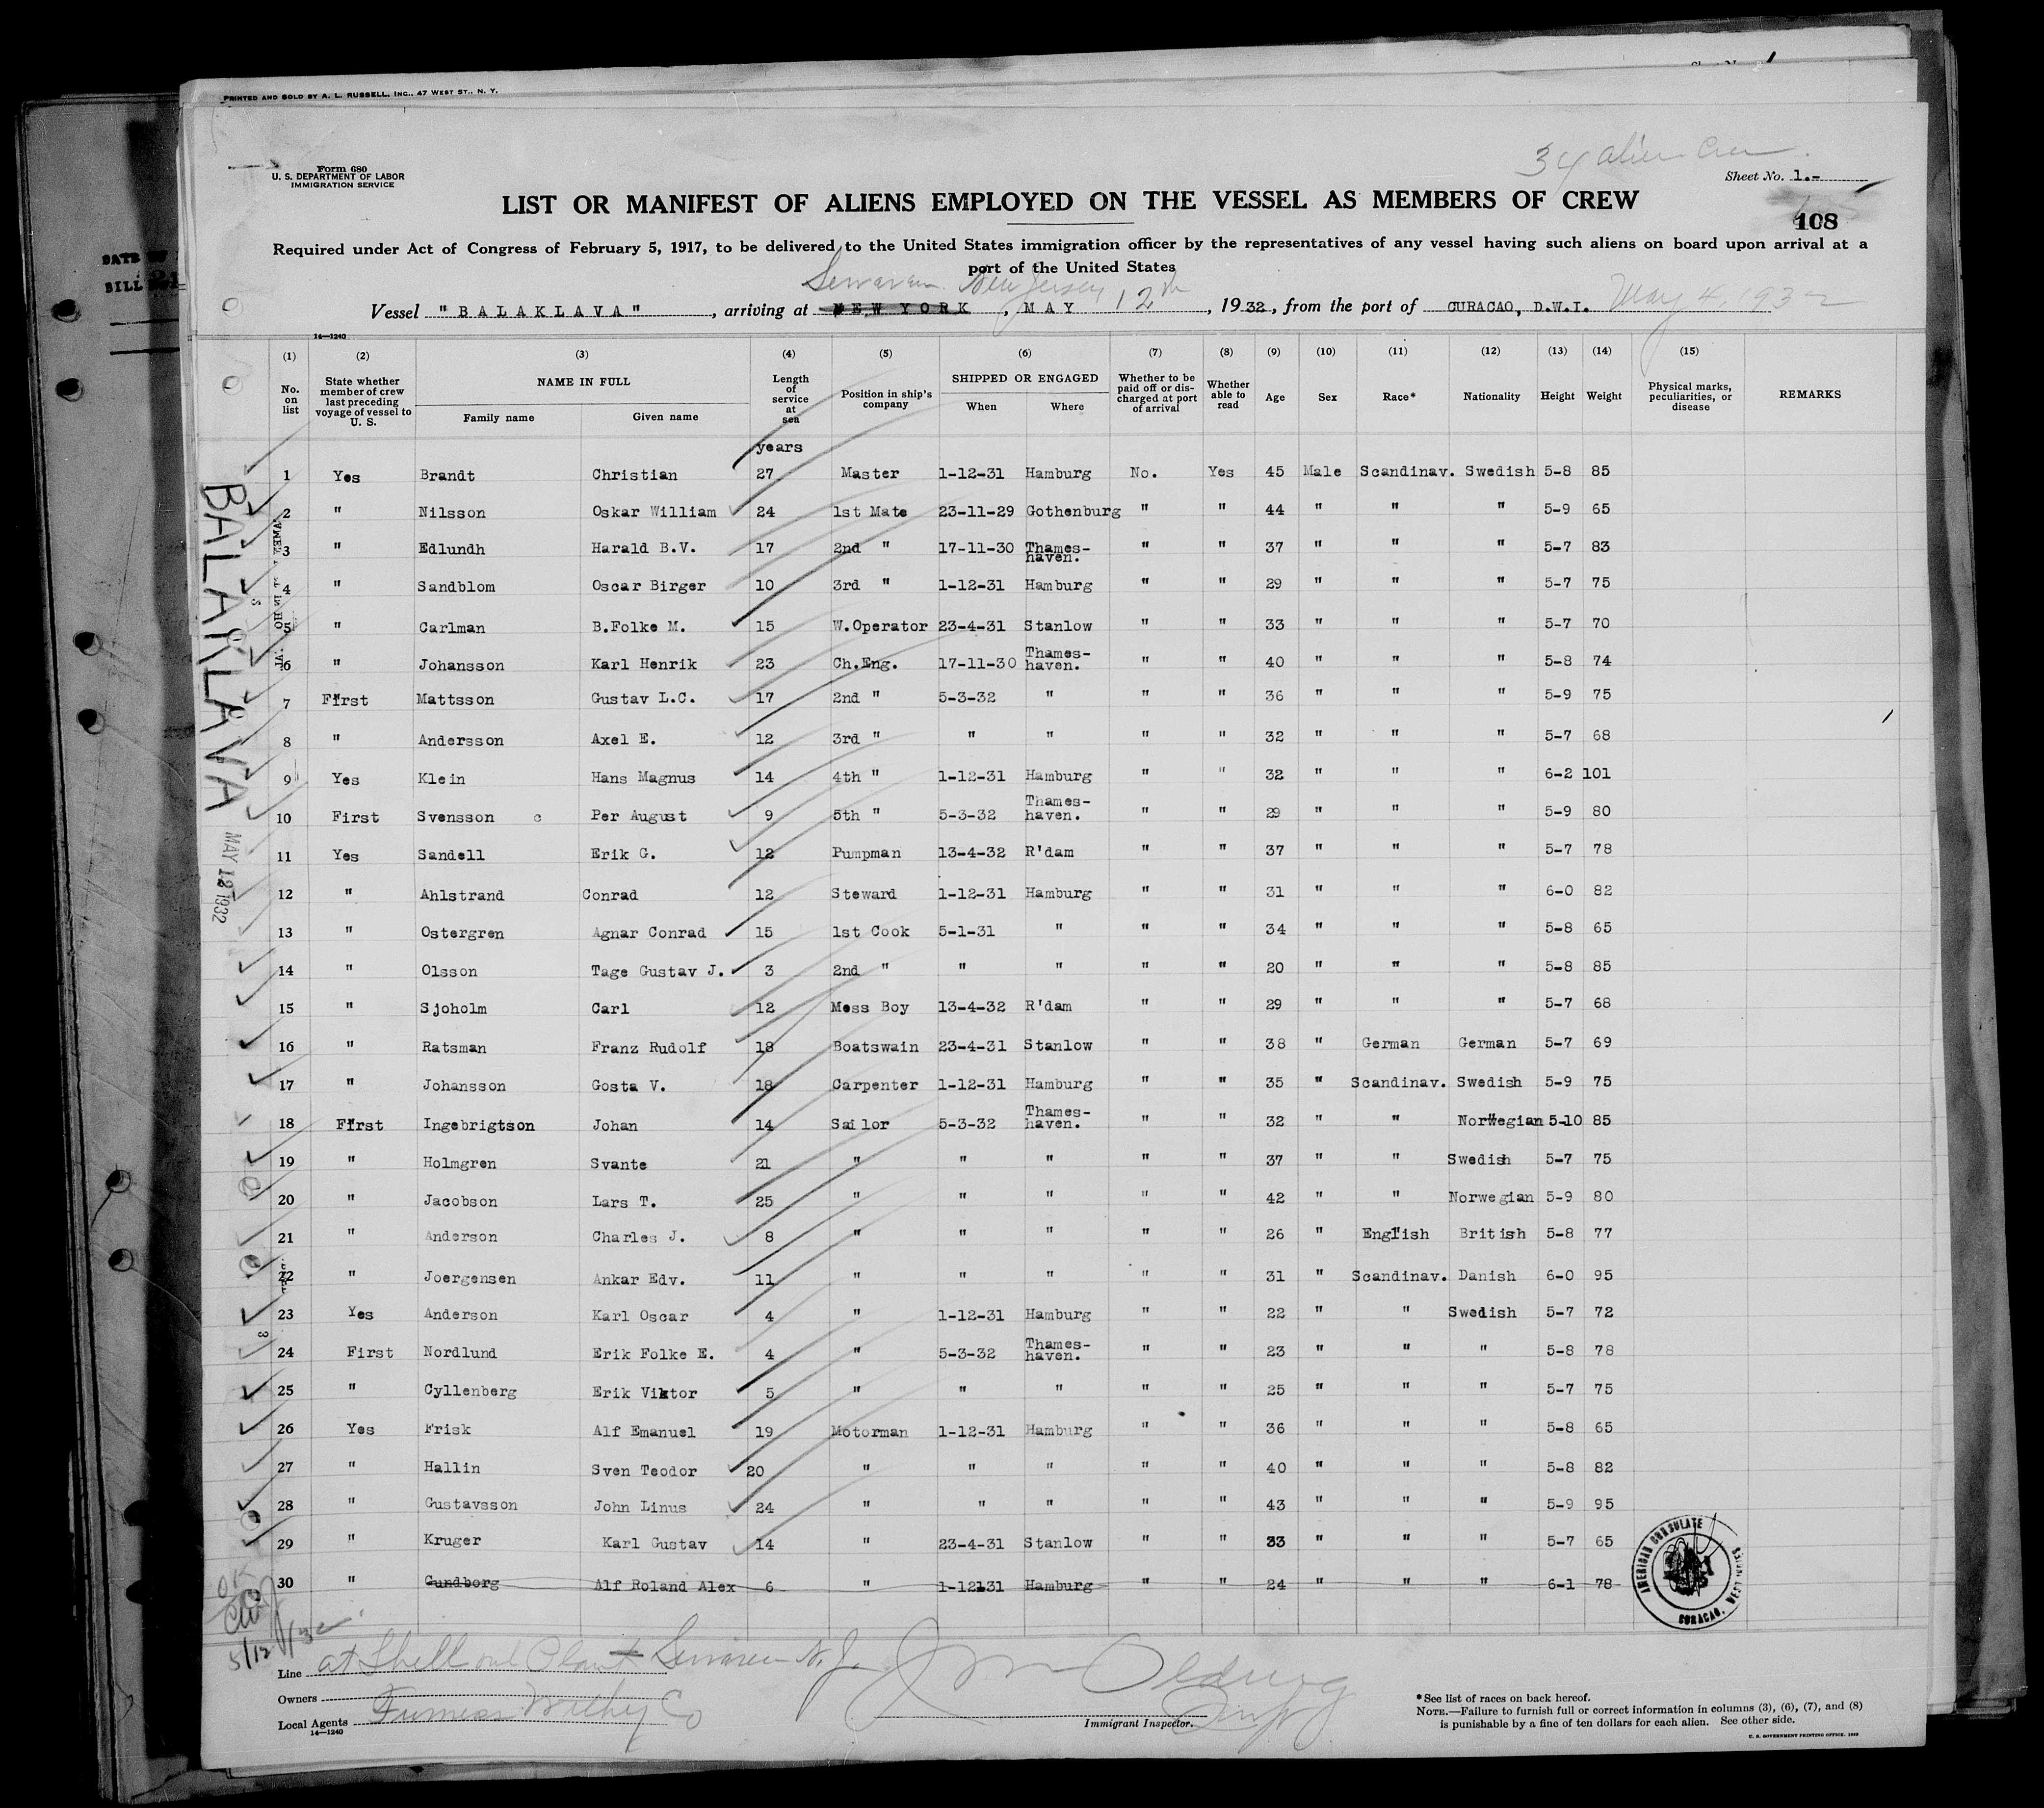 PRINTED AND SOLD BY A. L. RUSSELL, INC., 47 WEST ST., N. Y.
Form 680
U. S. DEPARTMENT OF LABOR
IMMIGRATION SERVICE
34 alien crew.
Sheet No. 1.-
LIST OR MANIFEST OF ALIENS EMPLOYED ON THE VESSEL AS MEMBERS OF CREW
108
Required under Act of Congress of February 5, 1917, to be delivered to the United States immigration officer by the representatives of any vessel having such aliens on board upon arrival at a
port of the United States
Sewaren New Jersey 12th
Vessel "BALAKLAVA", arriving at NEW YORK, MAY, 1932, from the port of CURACAO, D.W.I. May 4, 1932
14—1240
(1) (2) (3) (4) (5) (6) (7) (8) (9) (10) (11) (12) (13) (14) (15)
No. on list State whether member of crew last preceding voyage of vessel to U. S. NAME IN FULL Family name Given name Length of service at sea Position in ship's company SHIPPED OR ENGAGED When Where Whether to be paid off or discharged at port of arrival Whether able to read Age Sex Race* Nationality Height Weight Physical marks, peculiarities, or disease REMARKS
years
1 Yes Brandt Christian 27 Master 1-12-31 Hamburg No. Yes 45 Male Scandinav. Swedish 5-8 85
2 " Nilsson Oskar William 24 1st Mate 23-11-29 Gothenburg " " 44 " " " 5-9 65
3 " Edlundh Harald B.V. 17 2nd " 17-11-30 Thames-haven. " " 37 " " " 5-7 83
4 " Sandblom Oscar Birger 10 3rd " 1-12-31 Hamburg " " 29 " " " 5-7 75
5 " Carlman B.Folke M. 15 W.Operator 23-4-31 Stanlow " " 33 " " " 5-7 70
6 " Johansson Karl Henrik 23 Ch.Eng. 17-11-30 Thames-haven. " " 40 " " " 5-8 74
7 First Mattsson Gustav L.C. 17 2nd " 5-3-32 " " " 36 " " " 5-9 75
8 " Andersson Axel E. 12 3rd " " " " " 32 " " " 5-7 68
9 Yes Klein Hans Magnus 14 4th " 1-12-31 Hamburg " " 32 " " " 6-2 101
10 First Svensson c Per August 9 5th " 5-3-32 Thames-haven. " " 29 " " " 5-9 80
11 Yes Sandell Erik G. 12 Pumpman 13-4-32 R'dam " " 37 " " " 5-7 78
12 " Ahlstrand Conrad 12 Steward 1-12-31 Hamburg " " 31 " " " 6-0 82
13 " Ostergren Agnar Conrad 15 1st Cook 5-1-31 " " " 34 " " " 5-8 65
14 " Olsson Tage Gustav J. 3 2nd " " " " " 20 " " " 5-8 85
15 " Sjoholm Carl 12 Mess Boy 13-4-32 R'dam " " 29 " " " 5-7 68
16 " Ratsman Franz Rudolf 18 Boatswain 23-4-31 Stanlow " " 38 " German German 5-7 69
17 " Johansson Gosta V. 18 Carpenter 1-12-31 Hamburg " " 35 " Scandinav. Swedish 5-9 75
18 First Ingebrigtson Johan 14 Sailor 5-3-32 Thames-haven. " " 32 " " Norwegian 5-10 85
19 " Holmgren Svante 21 " " " " " 37 " " Swedish 5-7 75
20 " Jacobson Lars T. 25 " " " " " 42 " " Norwegian 5-9 80
21 " Anderson Charles J. 8 " " " " " 26 " English British 5-8 77
22 " Joergensen Ankar Edv. 11 " " " " " 31 " Scandinav. Danish 6-0 95
23 Yes Anderson Karl Oscar 4 " 1-12-31 Hamburg " " 22 " " Swedish 5-7 72
24 First Nordlund Erik Folke E. 4 " 5-3-32 Thames-haven. " " 23 " " " 5-8 78
25 " Cyllenberg Erik Viktor 5 " " " " " 25 " " " 5-7 75
26 Yes Frisk Alf Emanuel 19 Motorman 1-12-31 Hamburg " " 36 " " " 5-8 65
27 " Hallin Sven Teodor 20 " " " " " 40 " " " 5-8 82
28 " Gustavsson John Linus 24 " " " " " 43 " " " 5-9 95
29 " Kruger Karl Gustav 14 " 23-4-31 Stanlow " " 33 " " " 5-7 65
30 " Gundborg Alf Roland Alex 6 " 1-1231 Hamburg " " 24 " " " 6-1 78
BALAKLAVA
MAY 12 1932
AMERICAN CONSULATE
CURACAO,
OK
5/12/32
Line at Shell oil Plant Sewaren N. J.
Owners
Local Agents Furness Withy Co
14—1240
Immigrant Inspector.
*See list of races on back hereof.
NOTE.—Failure to furnish full or correct information in columns (3), (6), (7), and (8)
is punishable by a fine of ten dollars for each alien. See other side.
U. S. GOVERNMENT PRINTING OFFICE